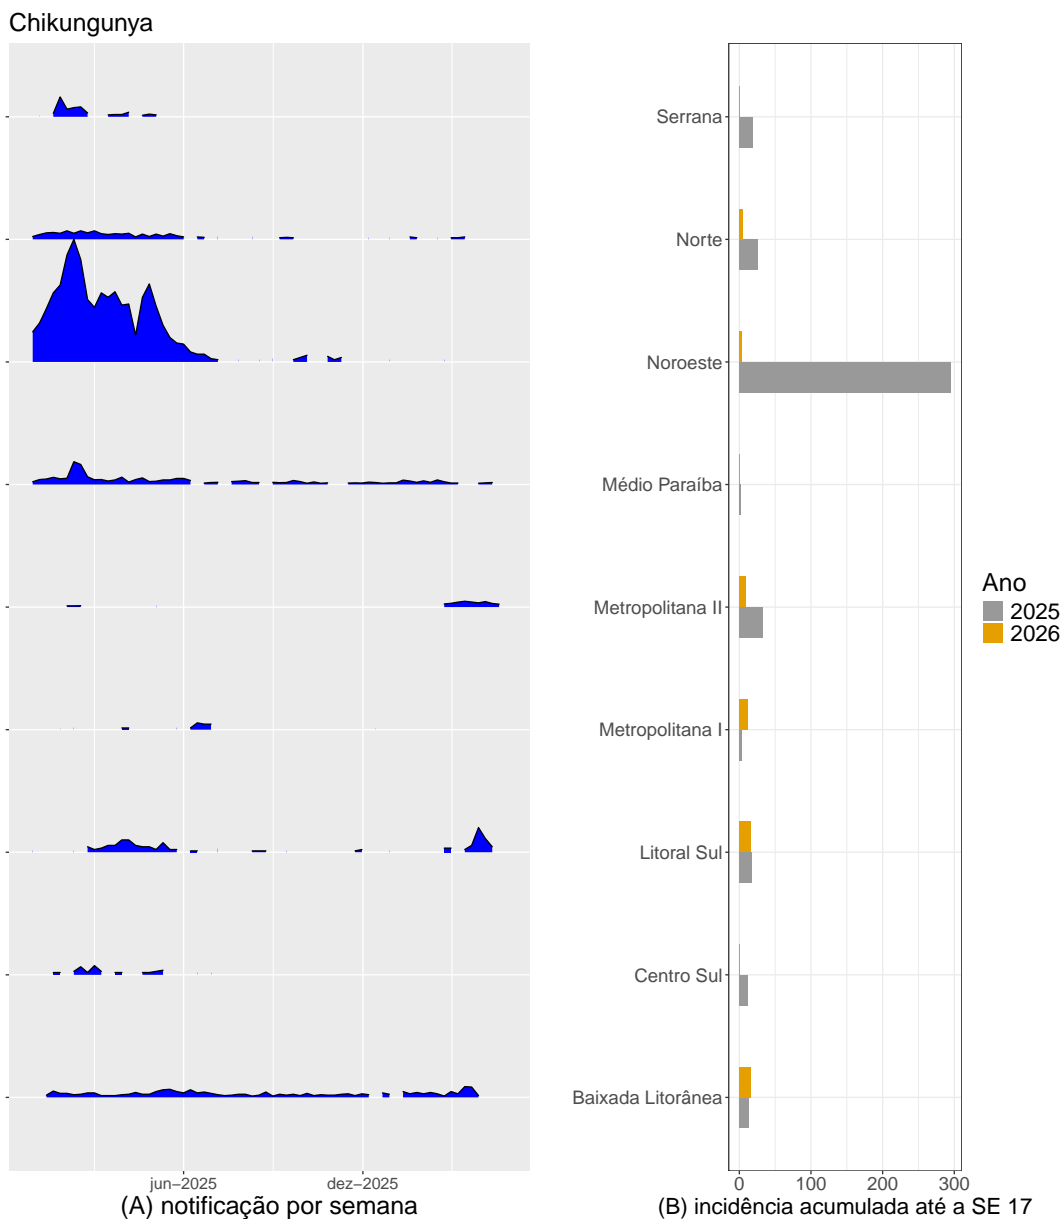 Chikungunya
Serrana
Norte
Noroeste
Médio Paraíba
Metropolitana II
Metropolitana I
Litoral Sul
Centro Sul
Baixada Litorânea
jun−2025
dez−2025
(A) notificação por semana
0
100
200
300
(B) incidência acumulada até a SE 17
Ano
2025
2026